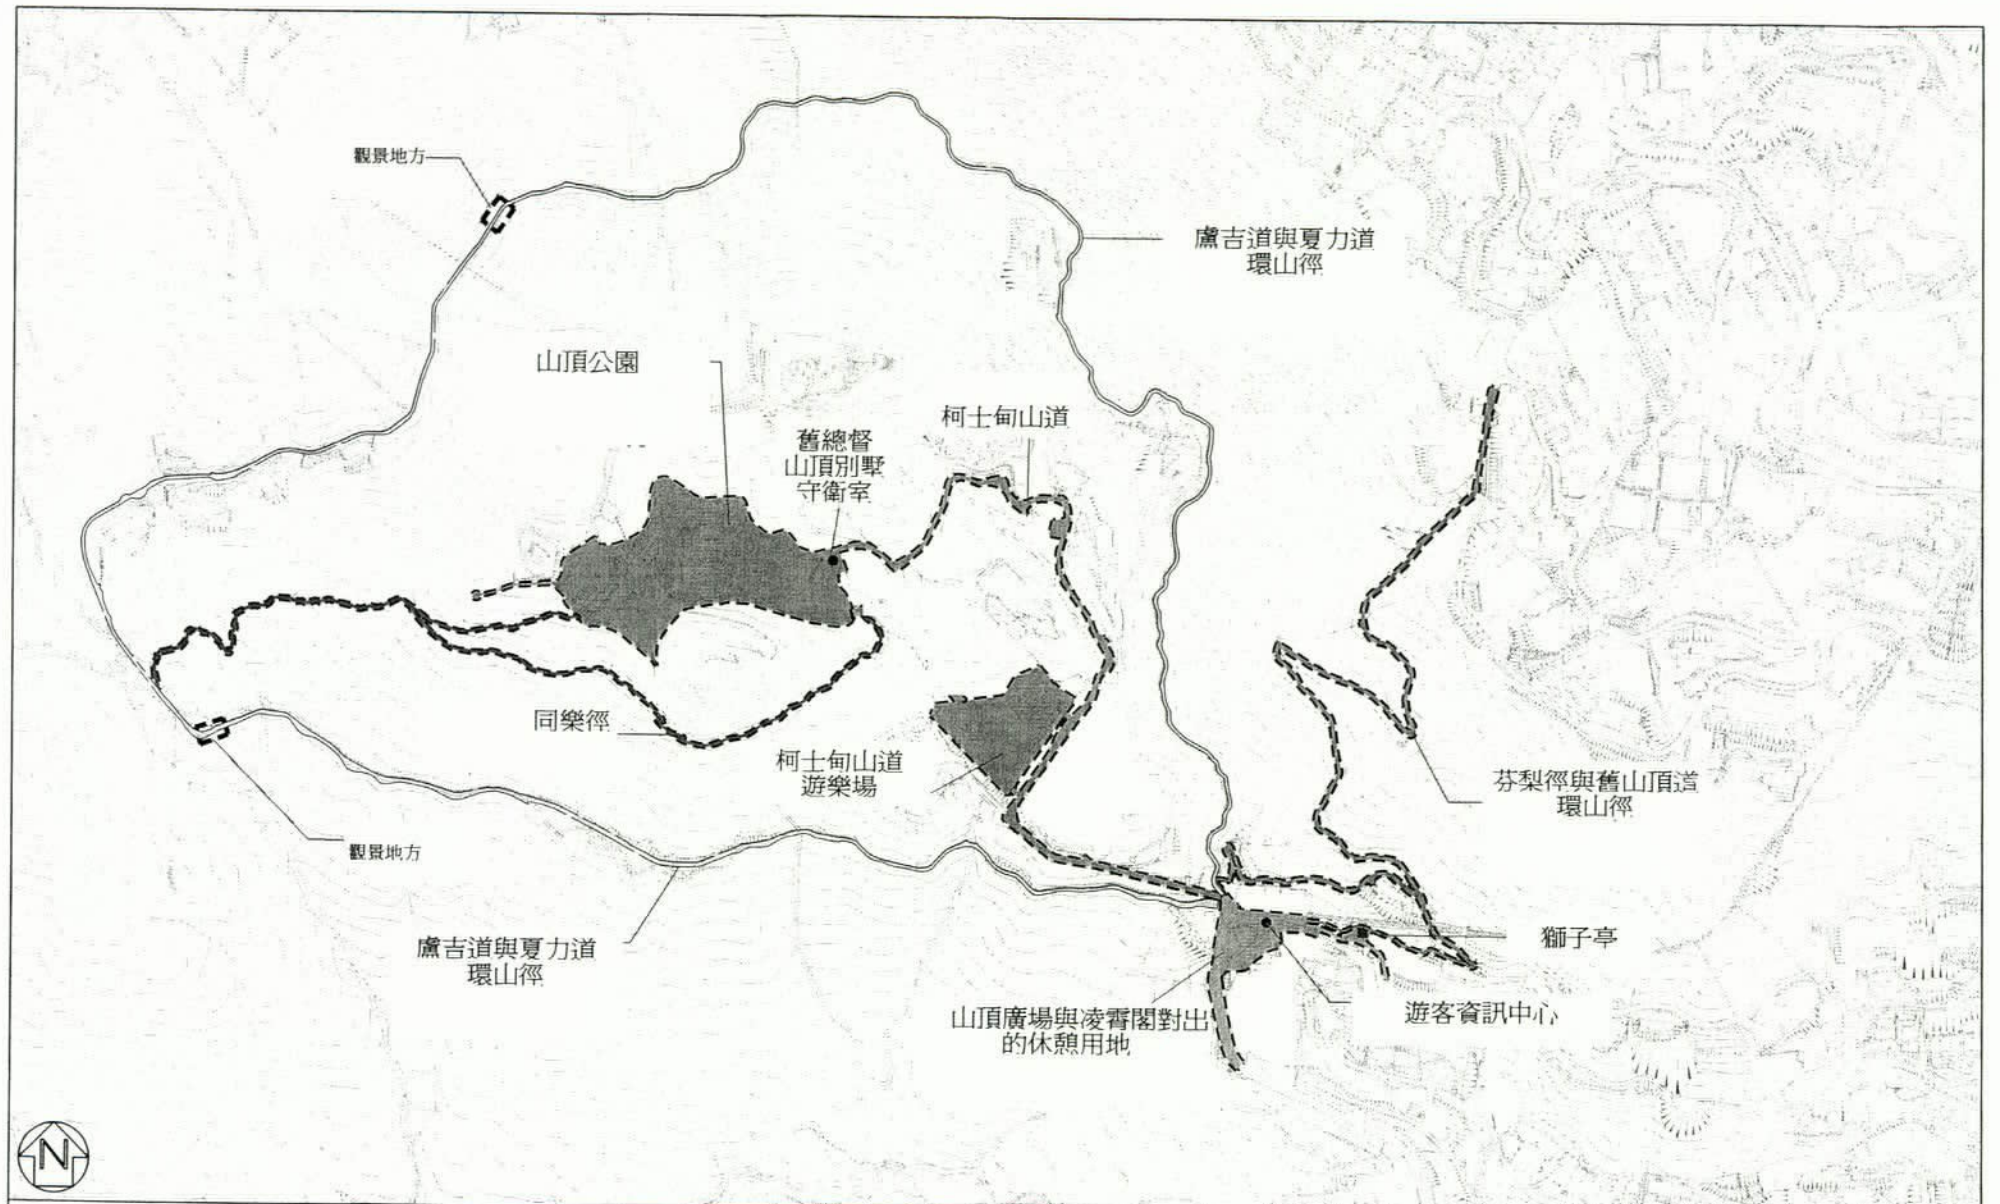 觀景地方
盧吉道與夏力道
環山徑
山頂公園
柯士甸山道
舊總督
山頂別墅
守衛室
同樂徑
柯士甸山道
遊樂場
芬梨徑與舊山頂道
環山徑
觀景地方
盧吉道與夏力道
環山徑
獅子亭
遊客資訊中心
山頂廣場與凌霄閣對出
的休憩用地
N